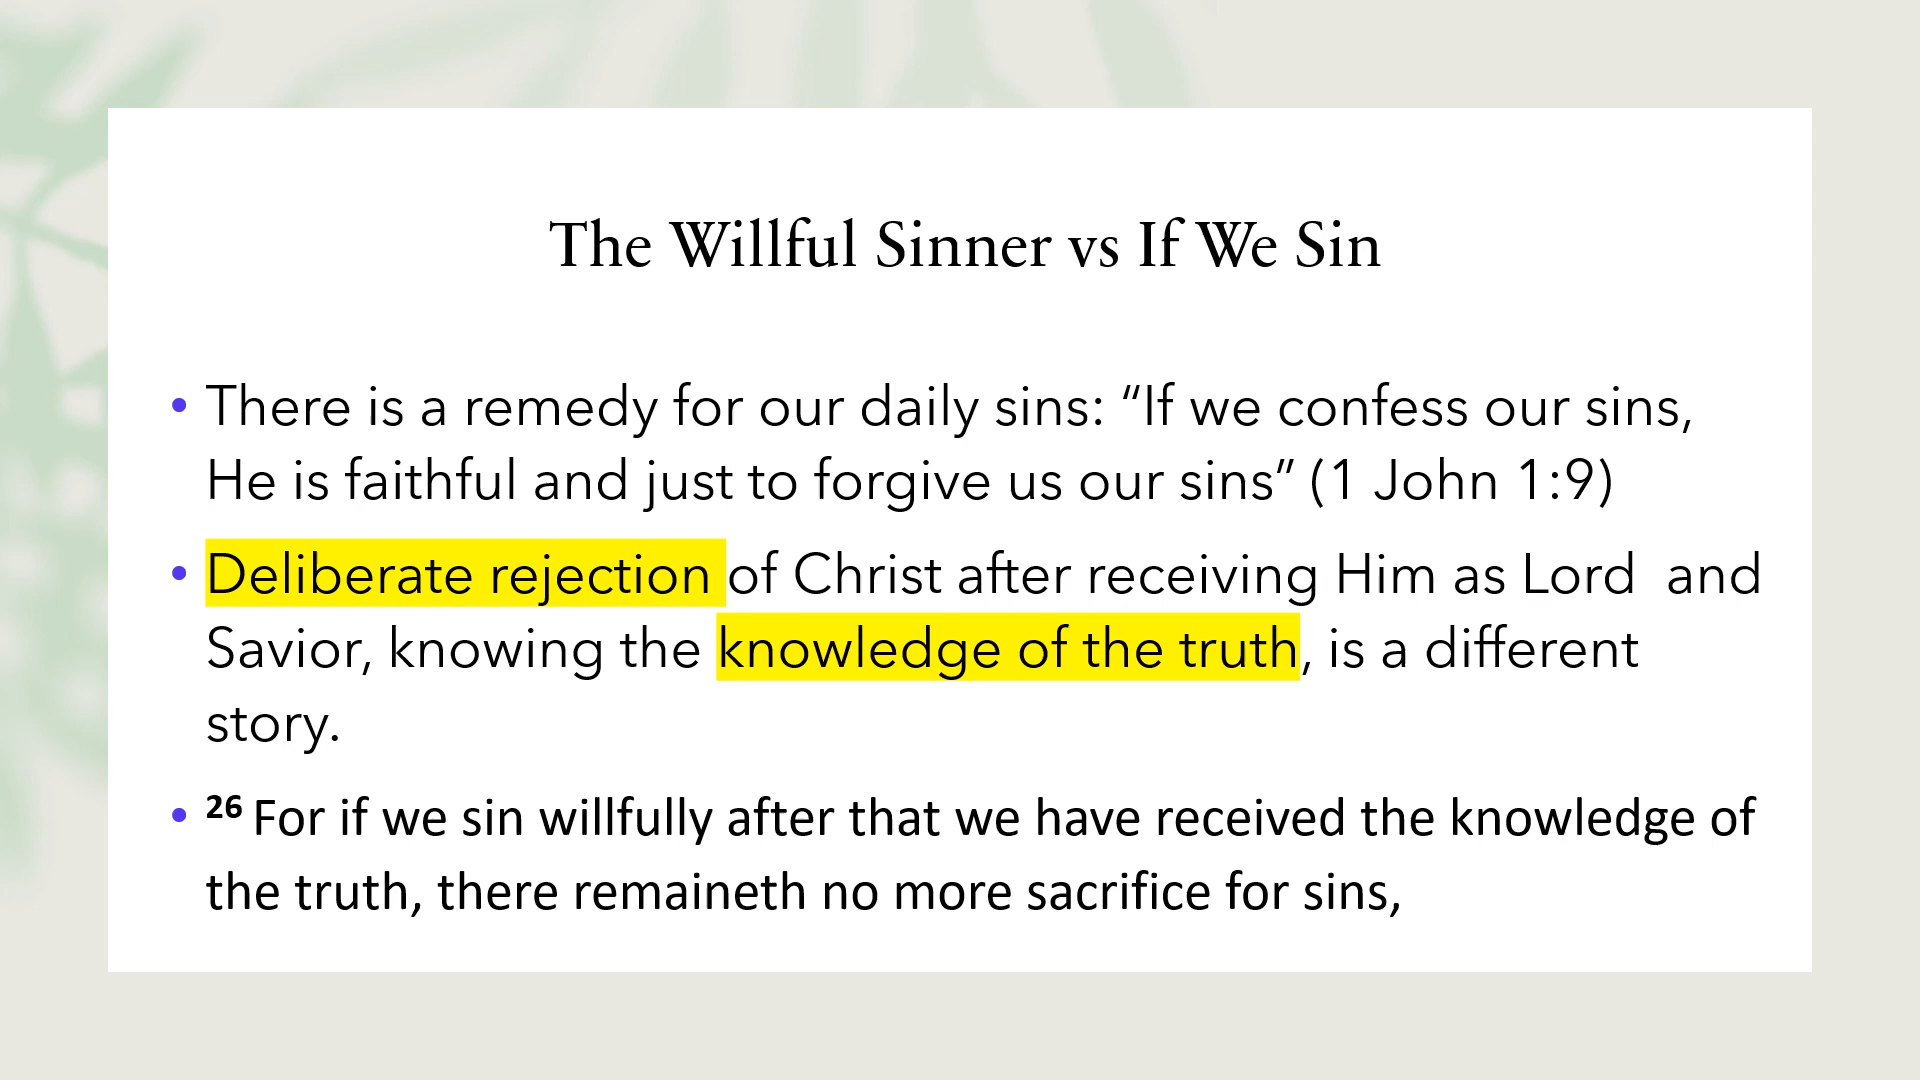 The Willful Sinner vs If We Sin
• There is a remedy for our daily sins: “If we confess our sins,
He is faithful and just to forgive us our sins” (1 John 1:9)
• Deliberate rejection of Christ after receiving Him as Lord  and
Savior, knowing the knowledge of the truth, is a different
story.
• 26 For if we sin willfully after that we have received the knowledge of
the truth, there remaineth no more sacrifice for sins,